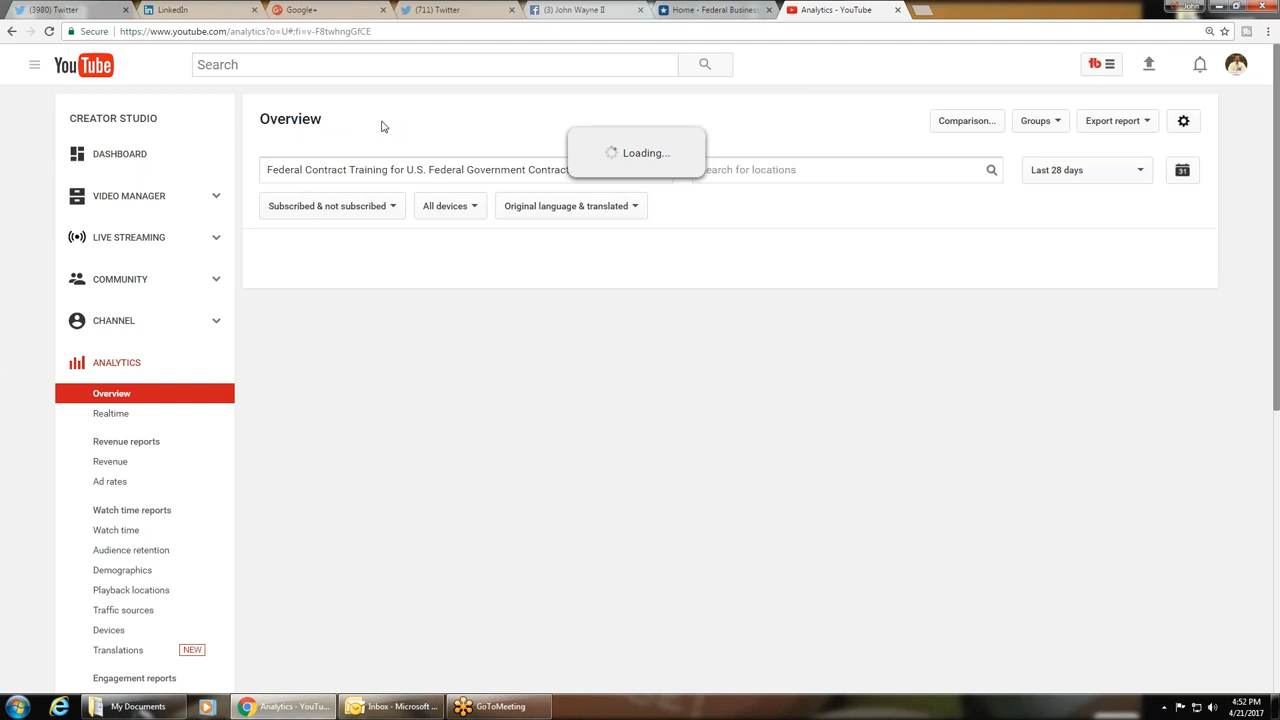 (3980) Twitter
LinkedIn
Google+
(711) Twitter
(3) John Wayne II
Home - Federal Business
Analytics - YouTube
John
Secure
https://www.youtube.com/analytics?o=U#;fi=v-F8twhngGfCE
YouTube
Search
CREATOR STUDIO
DASHBOARD
VIDEO MANAGER
LIVE STREAMING
COMMUNITY
CHANNEL
ANALYTICS
Overview
Realtime
Revenue reports
Revenue
Ad rates
Watch time reports
Watch time
Audience retention
Demographics
Playback locations
Traffic sources
Devices
Translations NEW
Engagement reports
Overview
Comparison...
Groups
Export report
Loading...
Federal Contract Training for U.S. Federal Government Contract
earch for locations
Last 28 days
31
Subscribed & not subscribed
All devices
Original language & translated
My Documents
Analytics - YouTu...
Inbox - Microsoft ...
GoToMeeting
4:52 PM
4/21/2017